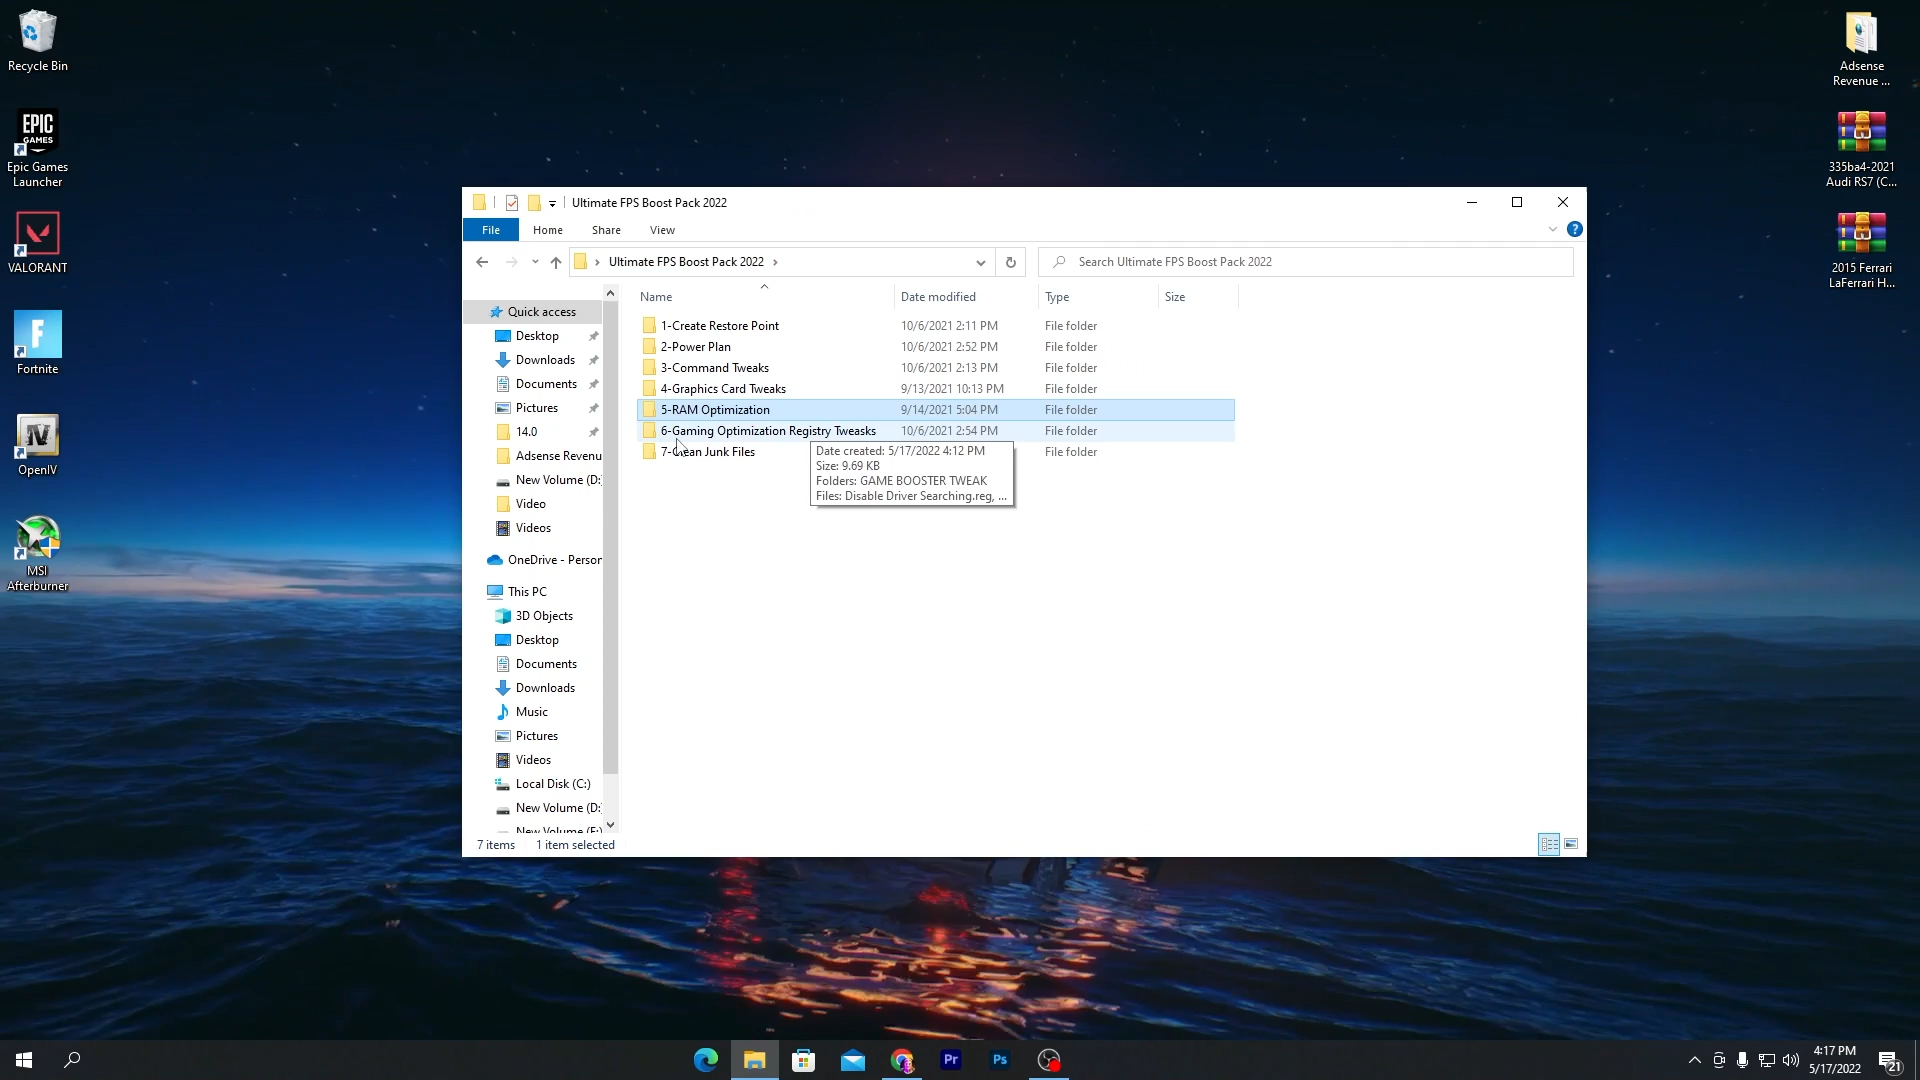 Recycle Bin
EPIC
GAMES
Epic Games
Launcher
VALORANT
Fortnite
OpenIV
MSI
Afterburner
Adsense
Revenue ...
335ba4-2021
Audi RS7 (C...
2015 Ferrari
LaFerrari H...
Ultimate FPS Boost Pack 2022
File Home Share View
Ultimate FPS Boost Pack 2022
Search Ultimate FPS Boost Pack 2022
Name Date modified Type Size
1-Create Restore Point 10/6/2021 2:11 PM File folder
2-Power Plan 10/6/2021 2:52 PM File folder
3-Command Tweaks 10/6/2021 2:13 PM File folder
4-Graphics Card Tweaks 9/13/2021 10:13 PM File folder
5-RAM Optimization 9/14/2021 5:04 PM File folder
6-Gaming Optimization Registry Tweasks 10/6/2021 2:54 PM File folder
7-Clean Junk Files File folder
Date created: 5/17/2022 4:12 PM
Size: 9.69 KB
Folders: GAME BOOSTER TWEAK
Files: Disable Driver Searching.reg, ...
Quick access
Desktop
Downloads
Documents
Pictures
14.0
Adsense Revenu
New Volume (D:
Video
Videos
OneDrive - Person
This PC
3D Objects
Desktop
Documents
Downloads
Music
Pictures
Videos
Local Disk (C:)
New Volume (D:
New Volume (E:
7 items 1 item selected
Pr
Ps
4:17 PM
5/17/2022
21